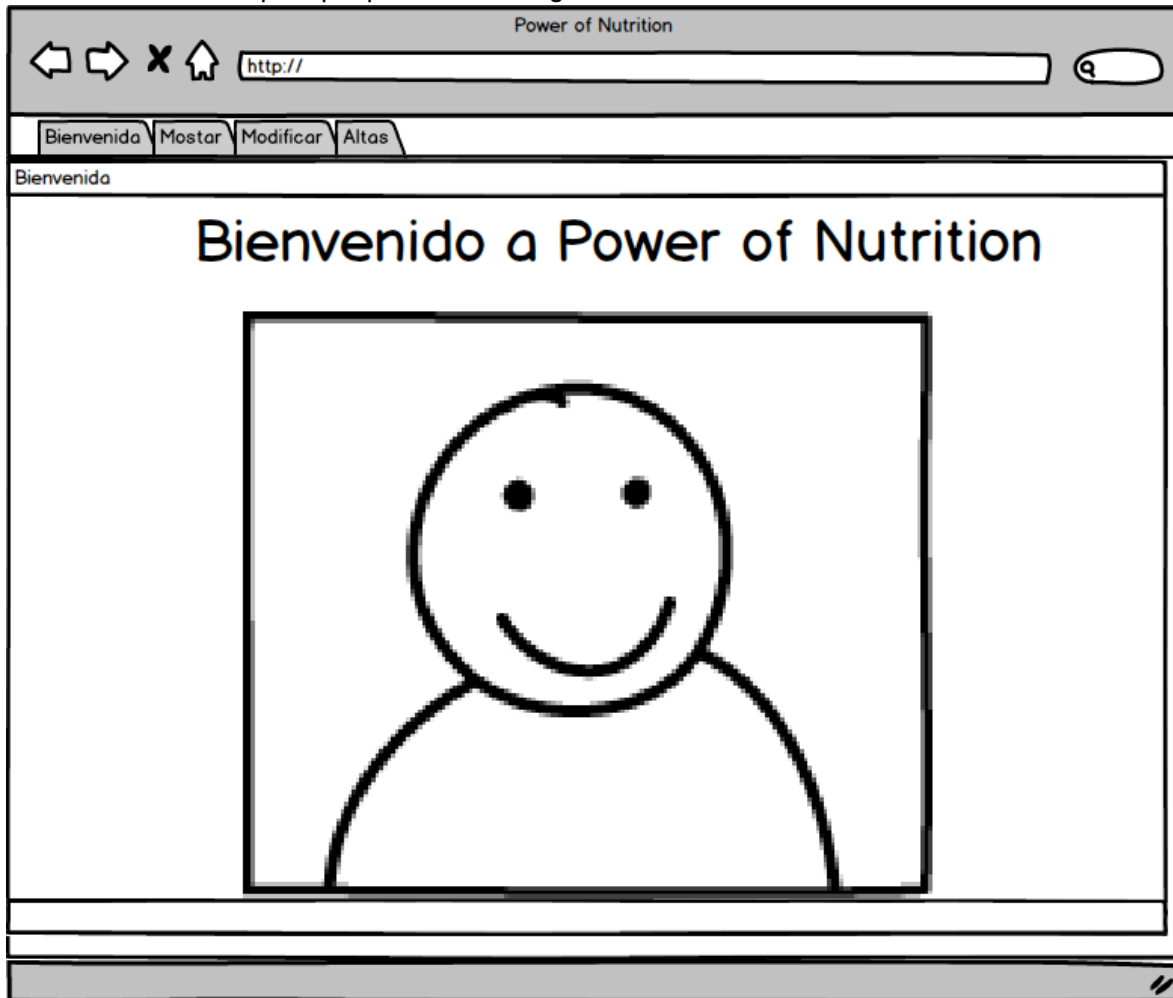 Power of Nutrition
http://
Bienvenida Mostar Modificar Altas
Bienvenida
Bienvenido a Power of Nutrition